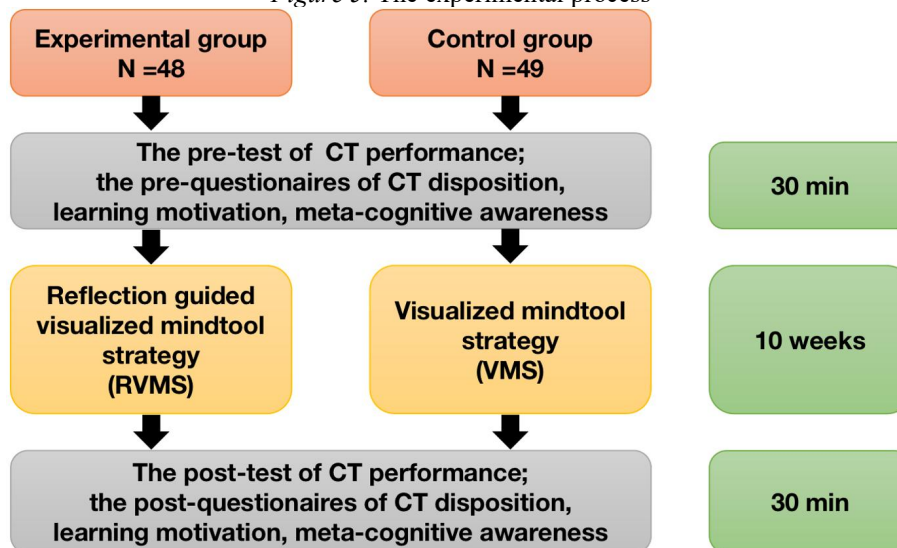 Experimental group
N =48
Control group
N =49
The pre-test of CT performance;
the pre-questionaires of CT disposition,
learning motivation, meta-cognitive awareness
30 min
Reflection guided
visualized mindtool
strategy
(RVMS)
Visualized mindtool
strategy
(VMS)
10 weeks
The post-test of CT performance;
the post-questionaires of CT disposition,
learning motivation, meta-cognitive awareness
30 min